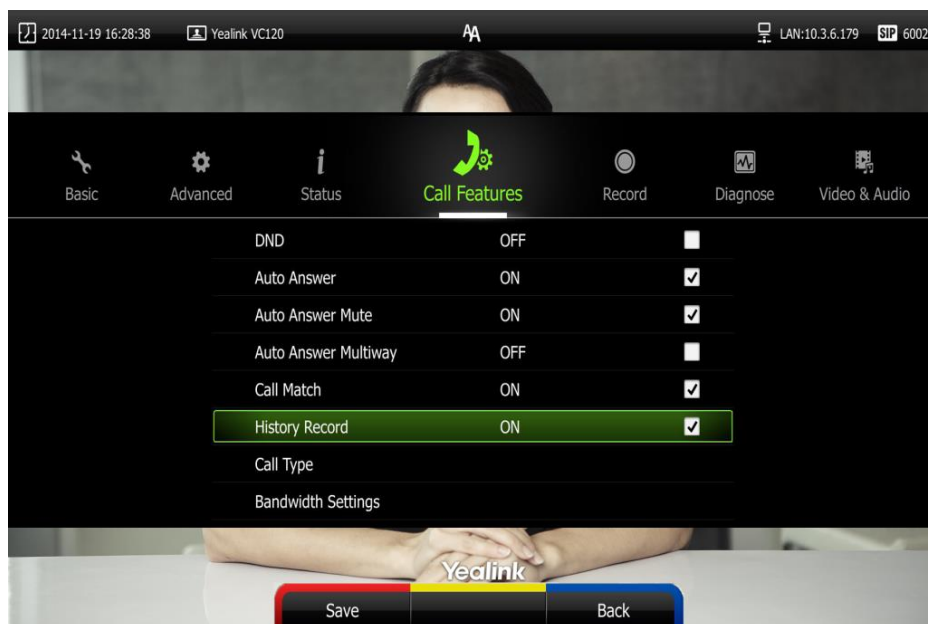 2014-11-19 16:28:38 Yealink VC120 AA LAN:10.3.6.179 SIP 6002
Basic Advanced Status Call Features Record Diagnose Video & Audio
DND OFF
Auto Answer ON
Auto Answer Mute ON
Auto Answer Multiway OFF
Call Match ON
History Record ON
Call Type
Bandwidth Settings
Yealink
Save Back